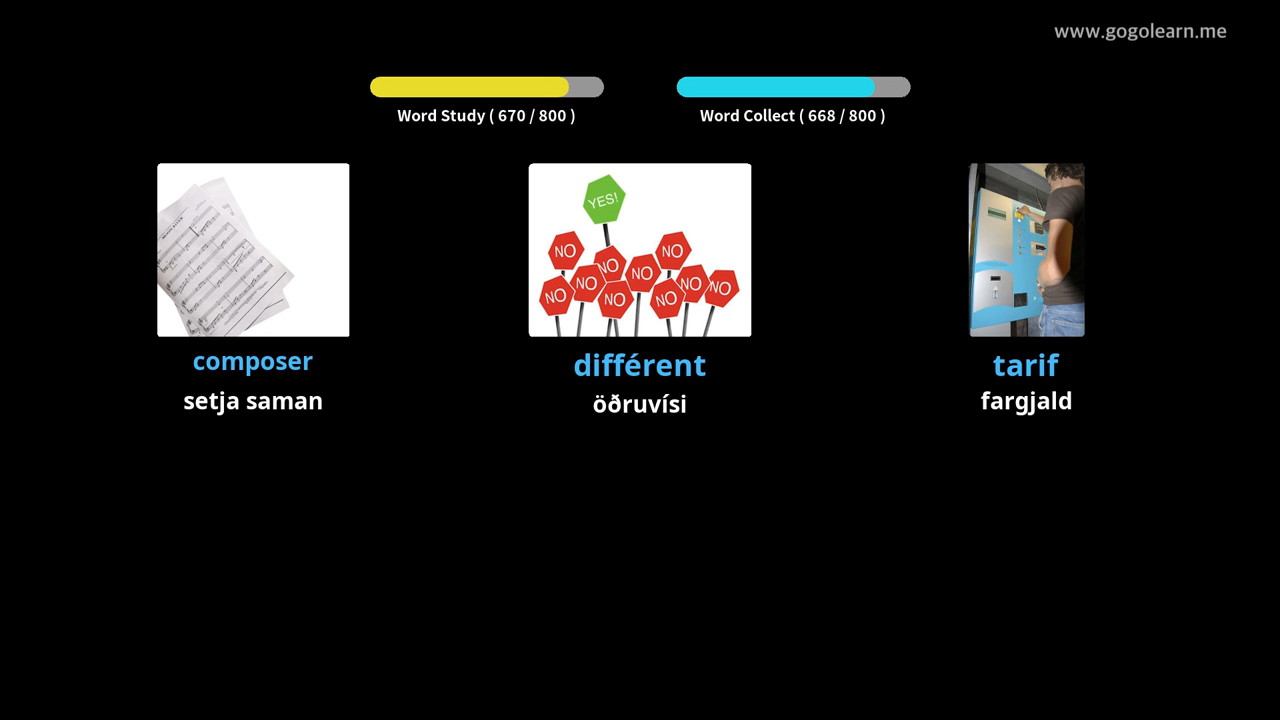 www.gogolearn.me
Word Study ( 670 / 800 )
Word Collect ( 668 / 800 )
YES!
NO
NO
NO
NO
NO
NO
NO
NO
NO
NO
composer
différent
tarif
setja saman
öðruvísi
fargjald